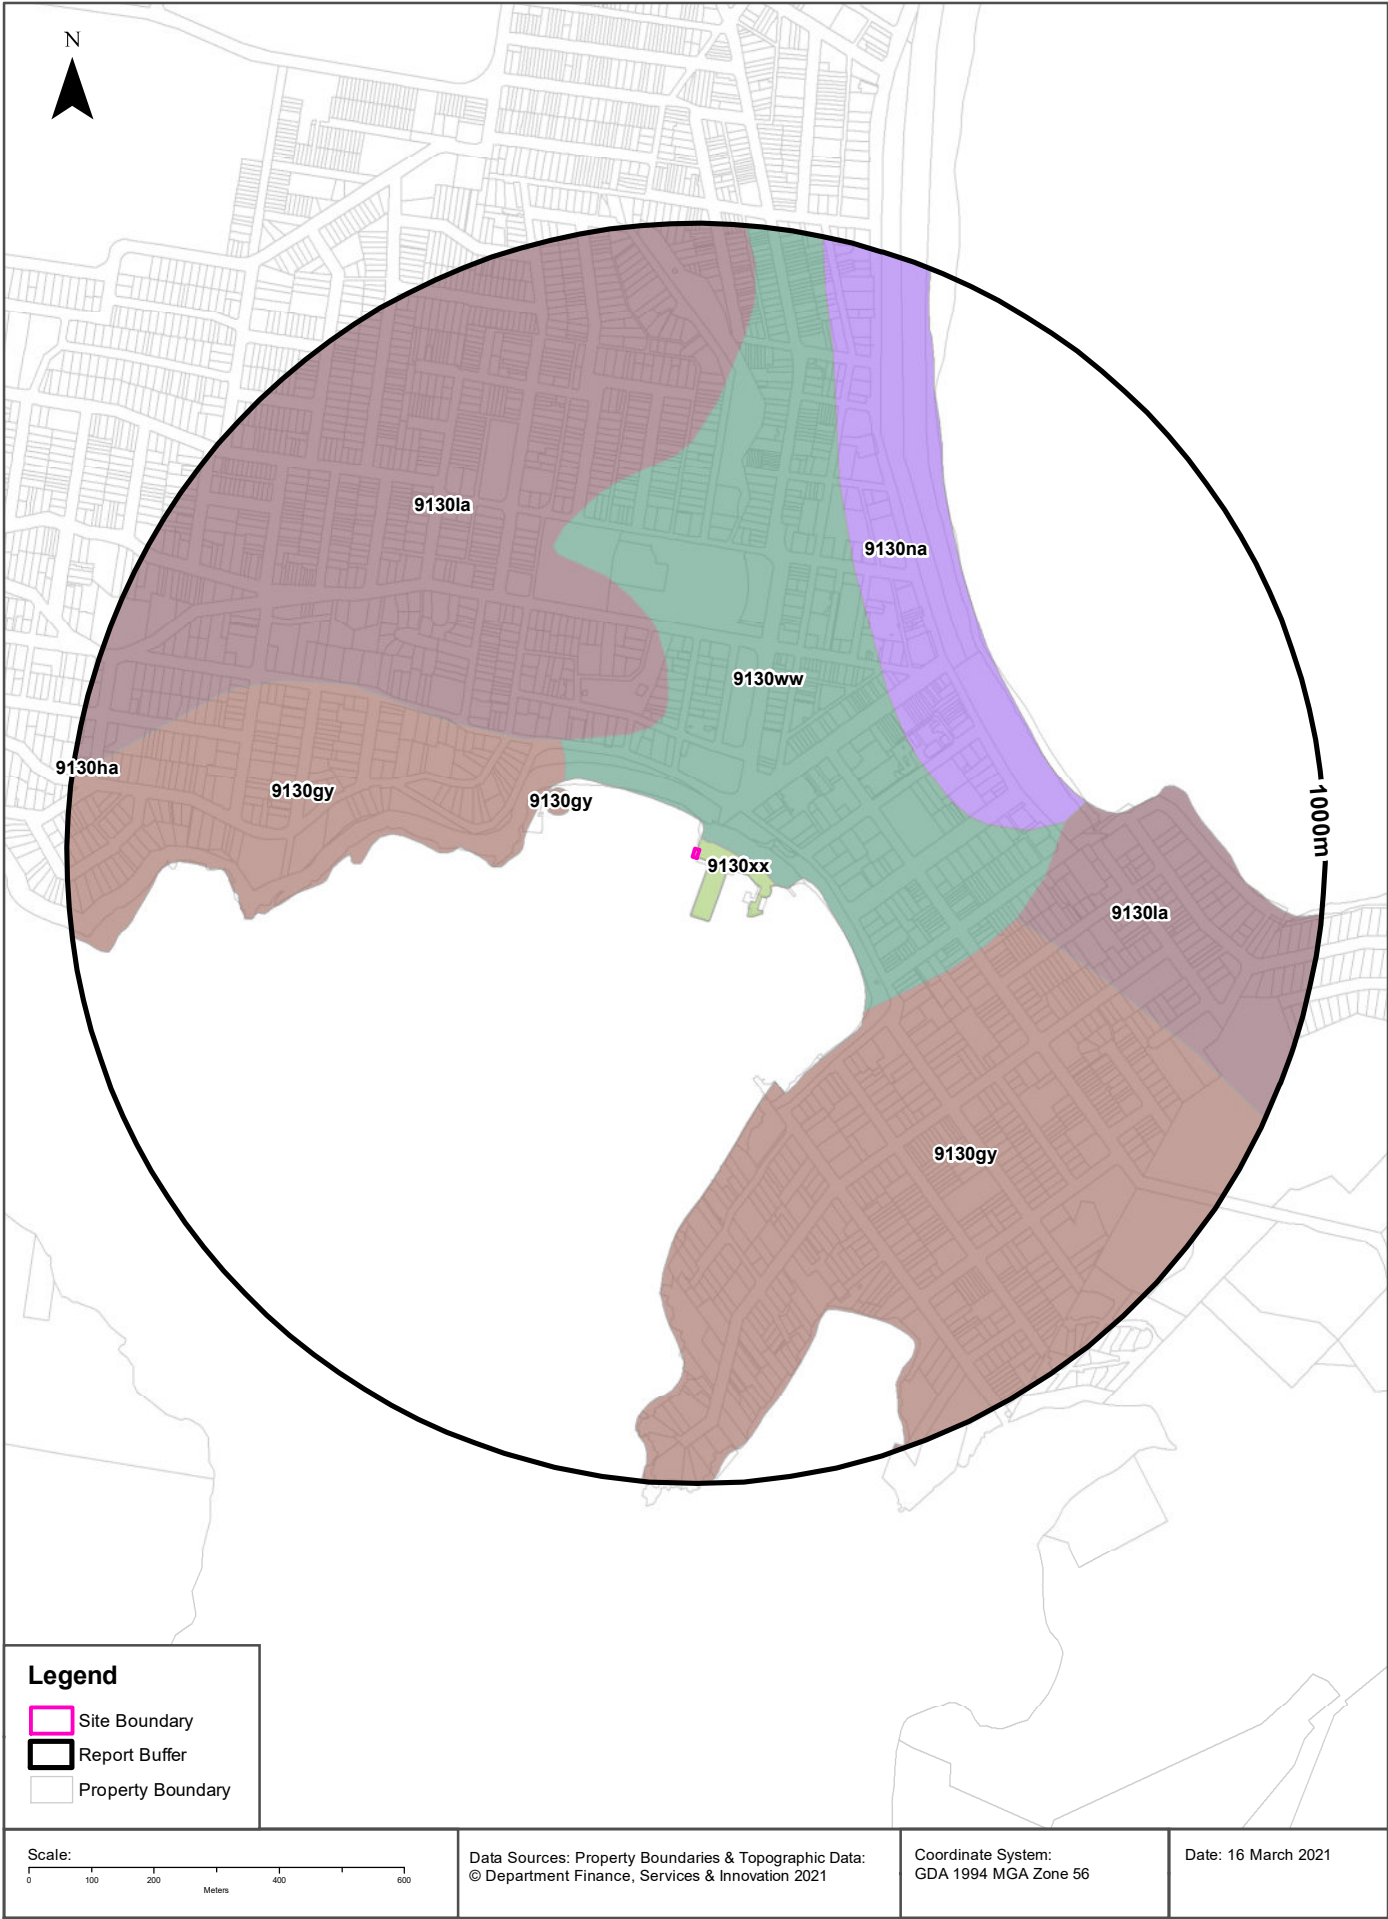 N
9130la
9130na
9130ww
9130ha
9130gy
9130gy
1000m
9130xx
9130la
9130gy
Legend
Site Boundary
Report Buffer
Property Boundary
Scale:
0 100 200 400 600
Meters
Data Sources: Property Boundaries & Topographic Data:
© Department Finance, Services & Innovation 2021
Coordinate System:
GDA 1994 MGA Zone 56
Date: 16 March 2021